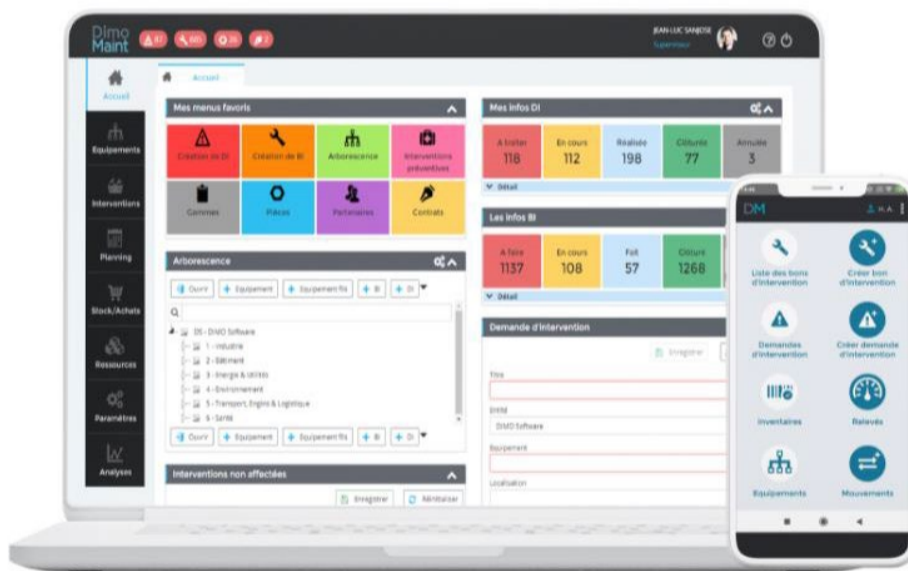 Dimo
Maint
JEAN-LUC SANJOSE
Superviseur
Accueil
Equipements
Interventions
Planning
Stock/Achats
Ressources
Paramètres
Analyses
Accueil
Mes menus favoris
Création de DI
Création de BI
Arborescence
Interventions
préventives
Gammes
Pièces
Partenaires
Contrats
Arborescence
Ouvrir
Equipement
Equipement fils
BI
DI
05 - DIMO Software
1 - Industrie
2 - Bâtiment
3 - Energie & Utilités
4 - Environnement
5 - Transport, Engins & Logistique
6 - Santé
Ouvrir
Equipement
Equipement fils
BI
DI
Interventions non affectées
Enregistrer
Réinitialiser
Mes infos DI
A traiter
118
En cours
112
Réalisée
198
Clôturée
77
Annulée
3
Détail
Les infos BI
A faire
1137
En cours
108
Fait
57
Clôturé
1268
Détail
Demande d'intervention
Enregistrer
Titre
Entité
DIMO Software
Equipement
Localisation
DM
H. A.
Liste des bons
d'intervention
Créer bon
d'intervention
Demandes
d'intervention
Créer demande
d'intervention
Inventaires
Relevés
Equipements
Mouvements